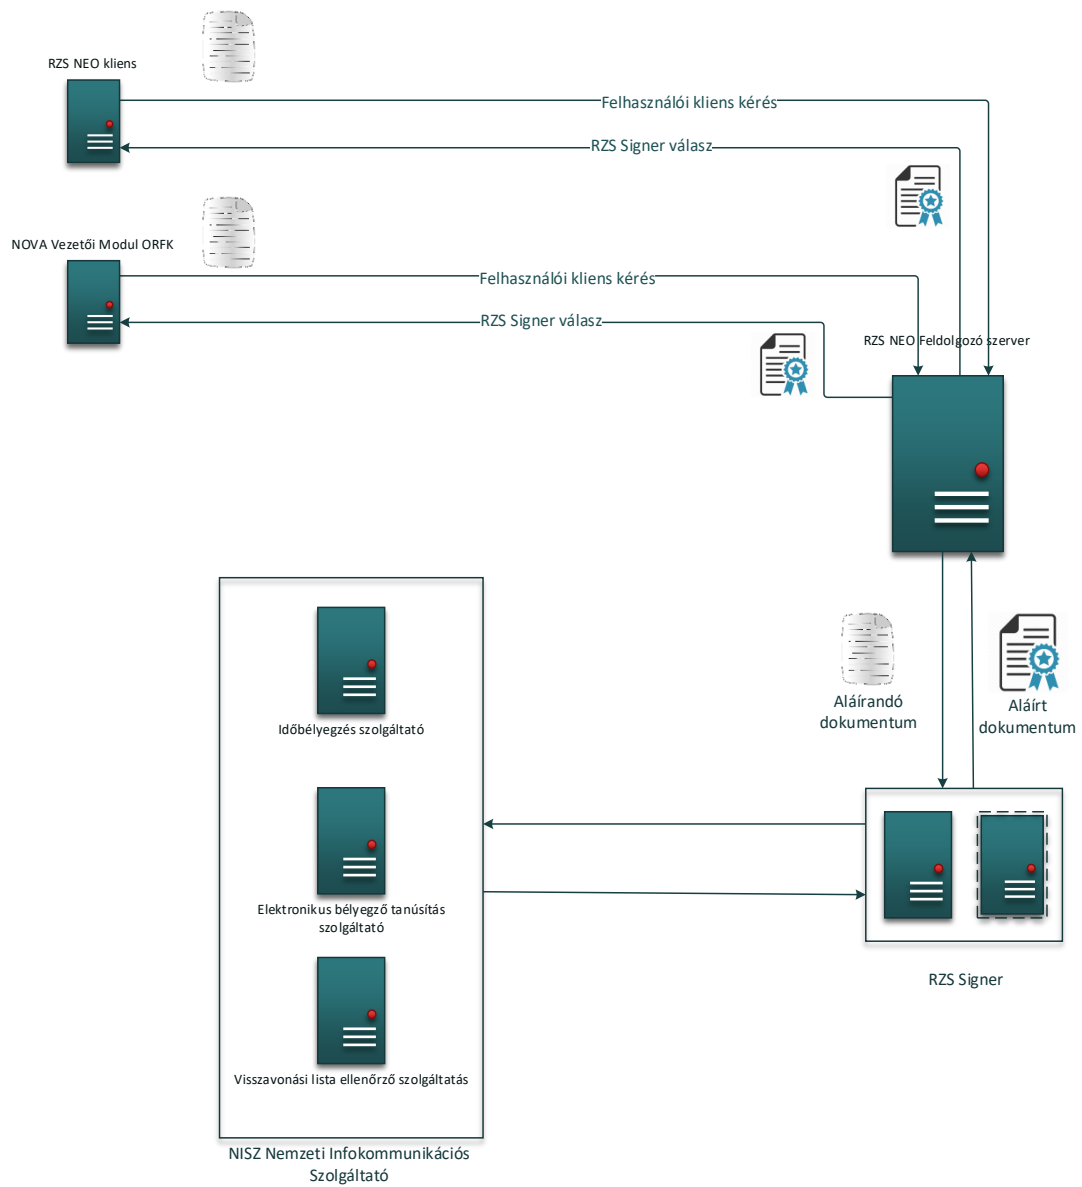 RZS NEO kliens
Felhasználói kliens kérés
RZS Signer válasz
NOVA Vezetői Modul ORFK
Felhasználói kliens kérés
RZS Signer válasz
RZS NEO Feldolgozó szerver
Aláírandó
dokumentum
Aláírt
dokumentum
Időbélyegzés szolgáltató
Elektronikus bélyegző tanúsítás
szolgáltató
RZS Signer
Visszavonási lista ellenőrző szolgáltatás
NISZ Nemzeti Infokommunikációs
Szolgáltató